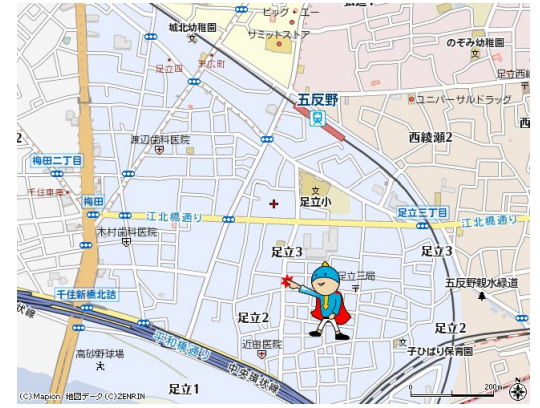 ビッグ・エー
城北幼稚園
サミットストア
のぞみ幼稚園
足立四
末広町
足立西綾
五反野
ユニバーサルドラッグ
西綾瀬2
渡辺歯科医院
梅田二丁目
千住車庫
足立小
梅田
江北橋通り
足立三丁目
江北橋通り
木村歯科医院
足立3
足立3
足立三局
千住新橋北詰
五反野親水緑道
足立2
足立2
平和橋通り
近田医院
高砂野球場
中央環状線
子ひばり保育園
状線
足立1
0 200m
N
(C)Mapion 地図データ(C)ZENRIN